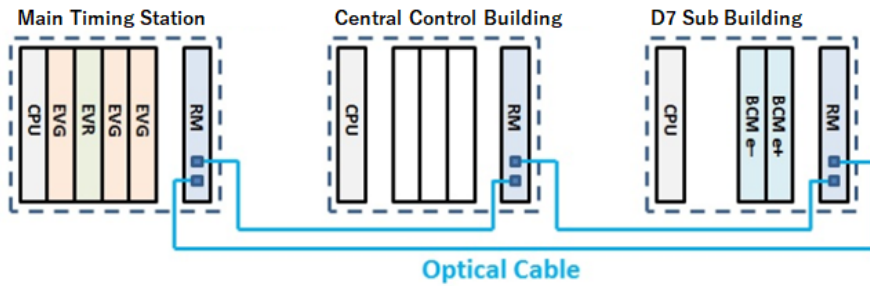 Main Timing Station
Central Control Building
D7 Sub Building
CPU
EVG
EVR
EVG
EVG
RM
CPU
RM
CPU
BCM e−
BCM e+
RM
Optical Cable